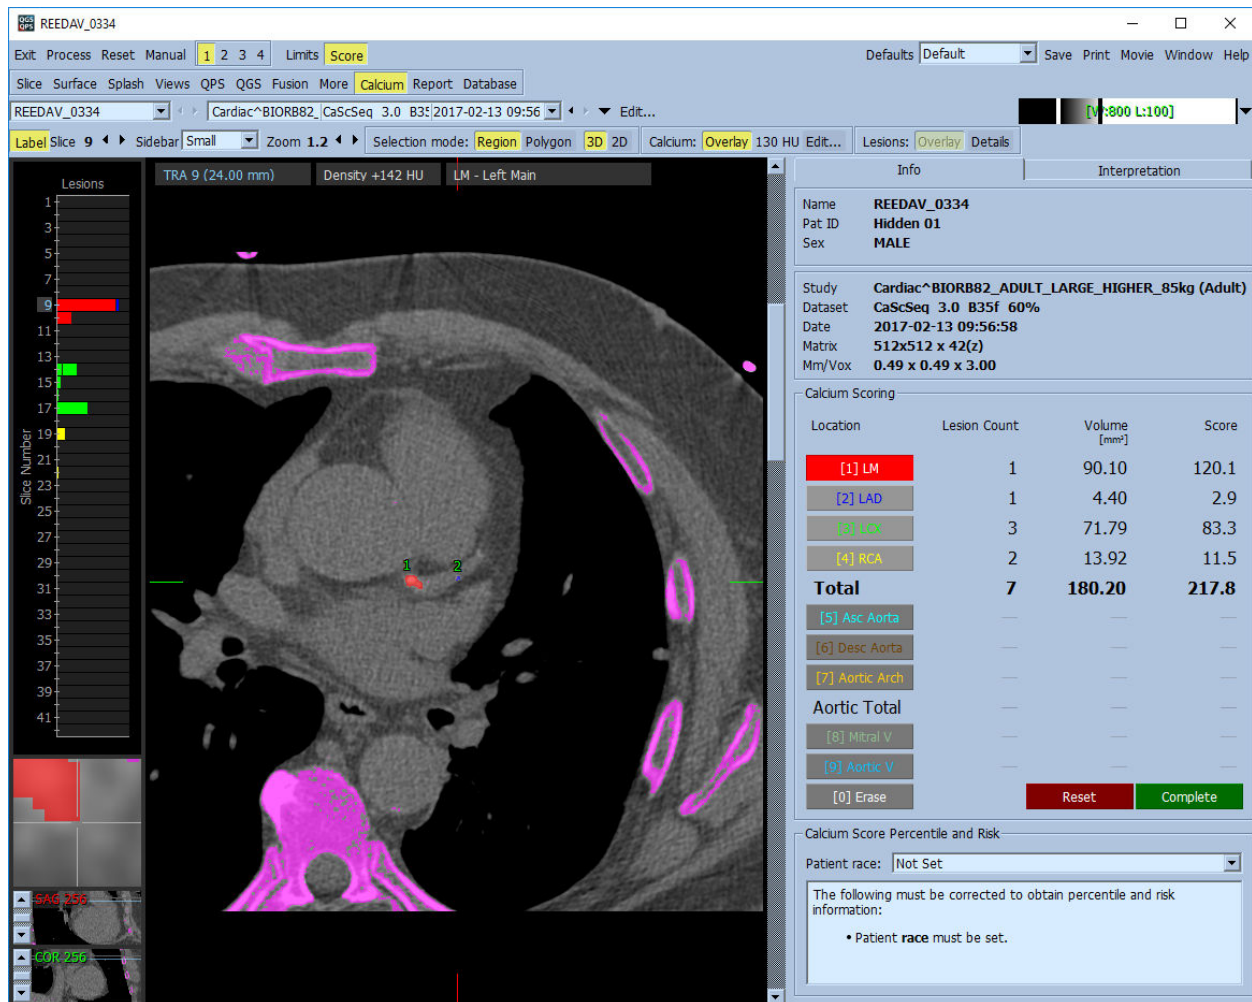 QGS QPS REEDAV_0334
Exit Process Reset Manual 1 2 3 4 Limits Score Defaults Default Save Print Movie Window Help
Slice Surface Splash Views QPS QGS Fusion More Calcium Report Database
REEDAV_0334 Cardiac^BIORB82_ CaScSeq 3.0 B35f 2017-02-13 09:56 Edit... [W:800 L:100]
Label Slice 9 Sidebar Small Zoom 1.2 Selection mode: Region Polygon 3D 2D Calcium: Overlay 130 HU Edit... Lesions: Overlay Details
Lesions
1
3
5
7
9
11
13
15
17
19
21
23
25
27
29
31
33
35
37
39
41
Slice Number
SAG 256
COR 256
TRA 9 (24.00 mm) Density +142 HU LM - Left Main
1 2
Info Interpretation
Name REEDAV_0334
Pat ID Hidden 01
Sex MALE
Study Cardiac^BIORB82_ADULT_LARGE_HIGHER_85kg (Adult)
Dataset CaScSeq 3.0 B35f 60%
Date 2017-02-13 09:56:58
Matrix 512x512 x 42(z)
Mm/Vox 0.49 x 0.49 x 3.00
Calcium Scoring
Location Lesion Count Volume Score
[mm³]
[1] LM 1 90.10 120.1
[2] LAD 1 4.40 2.9
[3] LCX 3 71.79 83.3
[4] RCA 2 13.92 11.5
Total 7 180.20 217.8
[5] Asc Aorta — — —
[6] Desc Aorta — — —
[7] Aortic Arch — — —
Aortic Total — — —
[8] Mitral V — — —
[9] Aortic V — — —
[0] Erase Reset Complete
Calcium Score Percentile and Risk
Patient race: Not Set
The following must be corrected to obtain percentile and risk
information:
• Patient race must be set.